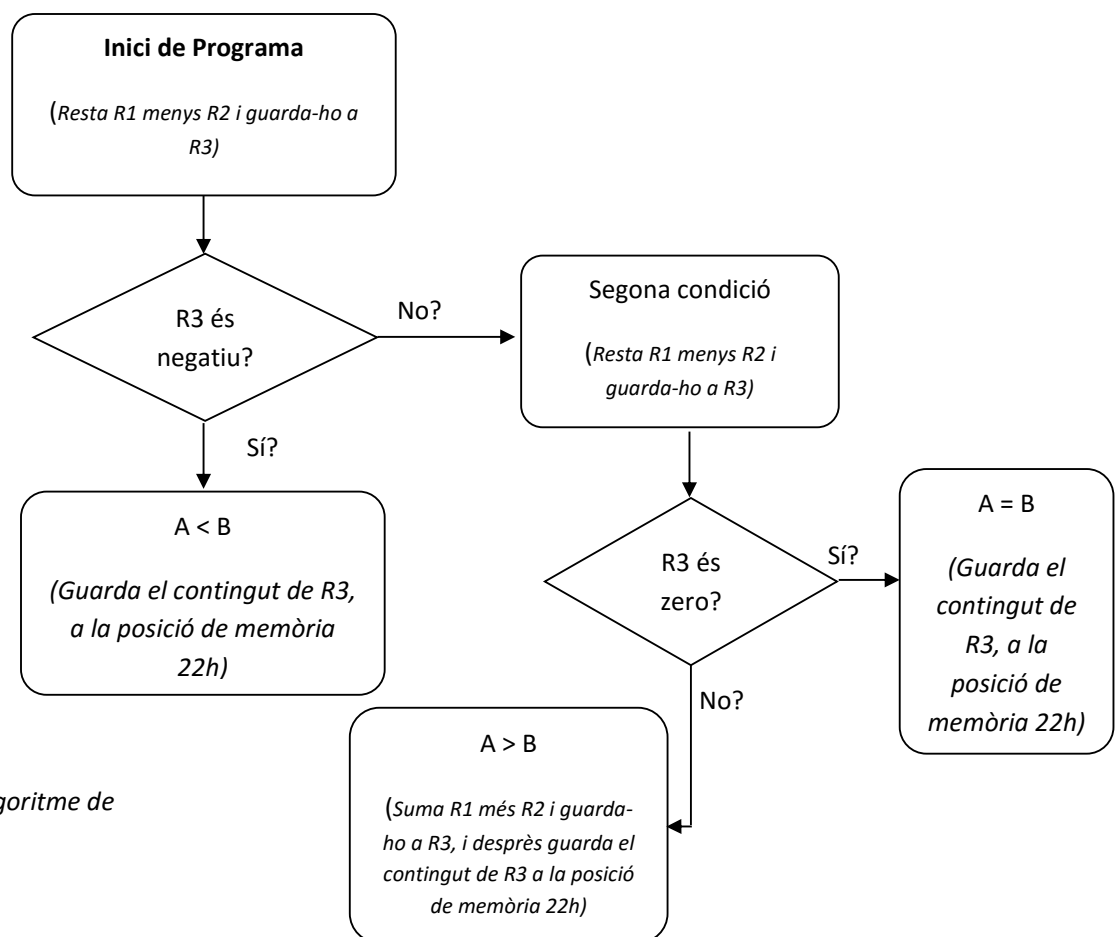 Inici de Programa
(Resta R1 menys R2 i guarda-ho a
R3)
R3 és
negatiu?
No?
Segona condició
(Resta R1 menys R2 i
guarda-ho a R3)
Sí?
A < B
(Guarda el contingut de R3,
a la posició de memòria
22h)
R3 és
zero?
Sí?
A = B
(Guarda el
contingut de
R3, a la
posició de
memòria 22h)
No?
A > B
(Suma R1 més R2 i guarda-
ho a R3, i desprès guarda el
contingut de R3 a la posició
de memòria 22h)
goritme de